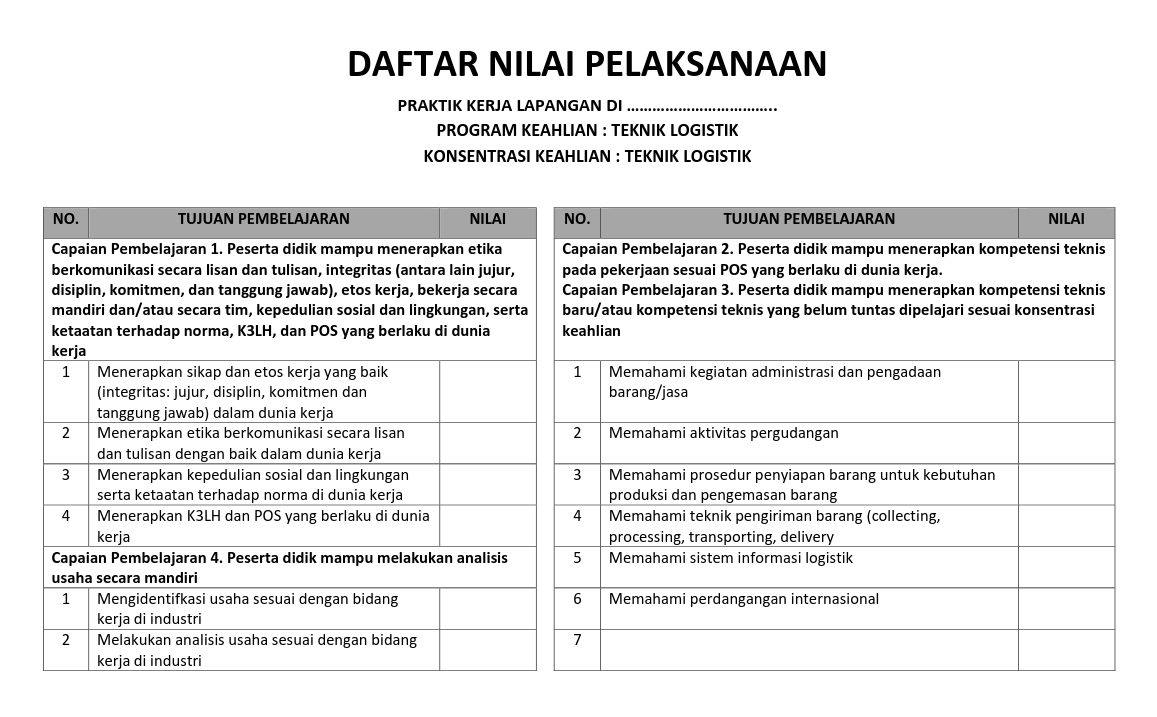 DAFTAR NILAI PELAKSANAAN
PRAKTIK KERJA LAPANGAN DI ……………………………..
PROGRAM KEAHLIAN : TEKNIK LOGISTIK
KONSENTRASI KEAHLIAN : TEKNIK LOGISTIK
NO. TUJUAN PEMBELAJARAN NILAI
Capaian Pembelajaran 1. Peserta didik mampu menerapkan etika
berkomunikasi secara lisan dan tulisan, integritas (antara lain jujur,
disiplin, komitmen, dan tanggung jawab), etos kerja, bekerja secara
mandiri dan/atau secara tim, kepedulian sosial dan lingkungan, serta
ketaatan terhadap norma, K3LH, dan POS yang berlaku di dunia
kerja
1 Menerapkan sikap dan etos kerja yang baik
(integritas: jujur, disiplin, komitmen dan
tanggung jawab) dalam dunia kerja
2 Menerapkan etika berkomunikasi secara lisan
dan tulisan dengan baik dalam dunia kerja
3 Menerapkan kepedulian sosial dan lingkungan
serta ketaatan terhadap norma di dunia kerja
4 Menerapkan K3LH dan POS yang berlaku di dunia
kerja
Capaian Pembelajaran 4. Peserta didik mampu melakukan analisis
usaha secara mandiri
1 Mengidentifkasi usaha sesuai dengan bidang
kerja di industri
2 Melakukan analisis usaha sesuai dengan bidang
kerja di industri
NO. TUJUAN PEMBELAJARAN NILAI
Capaian Pembelajaran 2. Peserta didik mampu menerapkan kompetensi teknis
pada pekerjaan sesuai POS yang berlaku di dunia kerja.
Capaian Pembelajaran 3. Peserta didik mampu menerapkan kompetensi teknis
baru/atau kompetensi teknis yang belum tuntas dipelajari sesuai konsentrasi
keahlian
1 Memahami kegiatan administrasi dan pengadaan
barang/jasa
2 Memahami aktivitas pergudangan
3 Memahami prosedur penyiapan barang untuk kebutuhan
produksi dan pengemasan barang
4 Memahami teknik pengiriman barang (collecting,
processing, transporting, delivery
5 Memahami sistem informasi logistik
6 Memahami perdangangan internasional
7